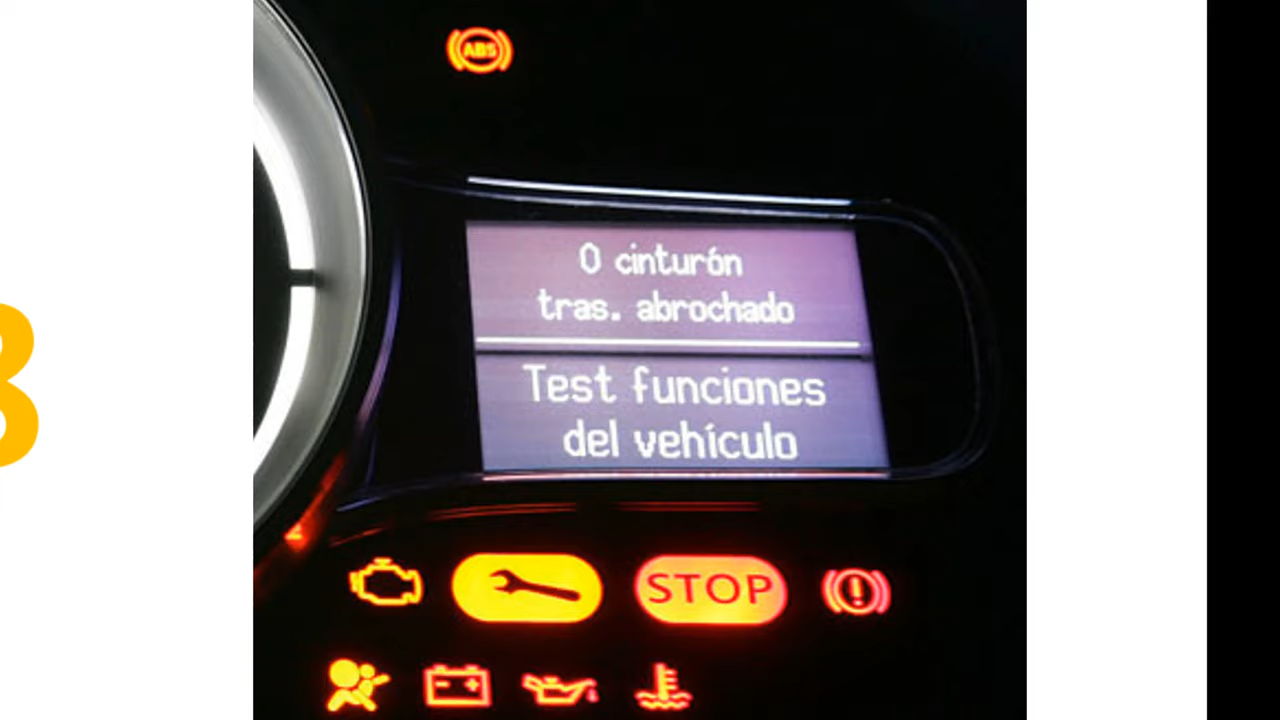 ABS
0 cinturón
tras. abrochado
Test funciones
del vehículo
STOP